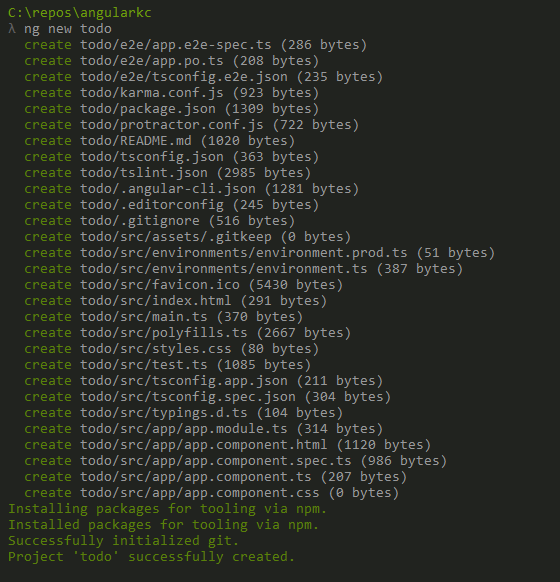 C:\repos\angularkc
λ ng new todo
create todo/e2e/app.e2e-spec.ts (286 bytes)
create todo/e2e/app.po.ts (208 bytes)
create todo/e2e/tsconfig.e2e.json (235 bytes)
create todo/karma.conf.js (923 bytes)
create todo/package.json (1309 bytes)
create todo/protractor.conf.js (722 bytes)
create todo/README.md (1020 bytes)
create todo/tsconfig.json (363 bytes)
create todo/tslint.json (2985 bytes)
create todo/.angular-cli.json (1281 bytes)
create todo/.editorconfig (245 bytes)
create todo/.gitignore (516 bytes)
create todo/src/assets/.gitkeep (0 bytes)
create todo/src/environments/environment.prod.ts (51 bytes)
create todo/src/environments/environment.ts (387 bytes)
create todo/src/favicon.ico (5430 bytes)
create todo/src/index.html (291 bytes)
create todo/src/main.ts (370 bytes)
create todo/src/polyfills.ts (2667 bytes)
create todo/src/styles.css (80 bytes)
create todo/src/test.ts (1085 bytes)
create todo/src/tsconfig.app.json (211 bytes)
create todo/src/tsconfig.spec.json (304 bytes)
create todo/src/typings.d.ts (104 bytes)
create todo/src/app/app.module.ts (314 bytes)
create todo/src/app/app.component.html (1120 bytes)
create todo/src/app/app.component.spec.ts (986 bytes)
create todo/src/app/app.component.ts (207 bytes)
create todo/src/app/app.component.css (0 bytes)
Installing packages for tooling via npm.
Installed packages for tooling via npm.
Successfully initialized git.
Project 'todo' successfully created.